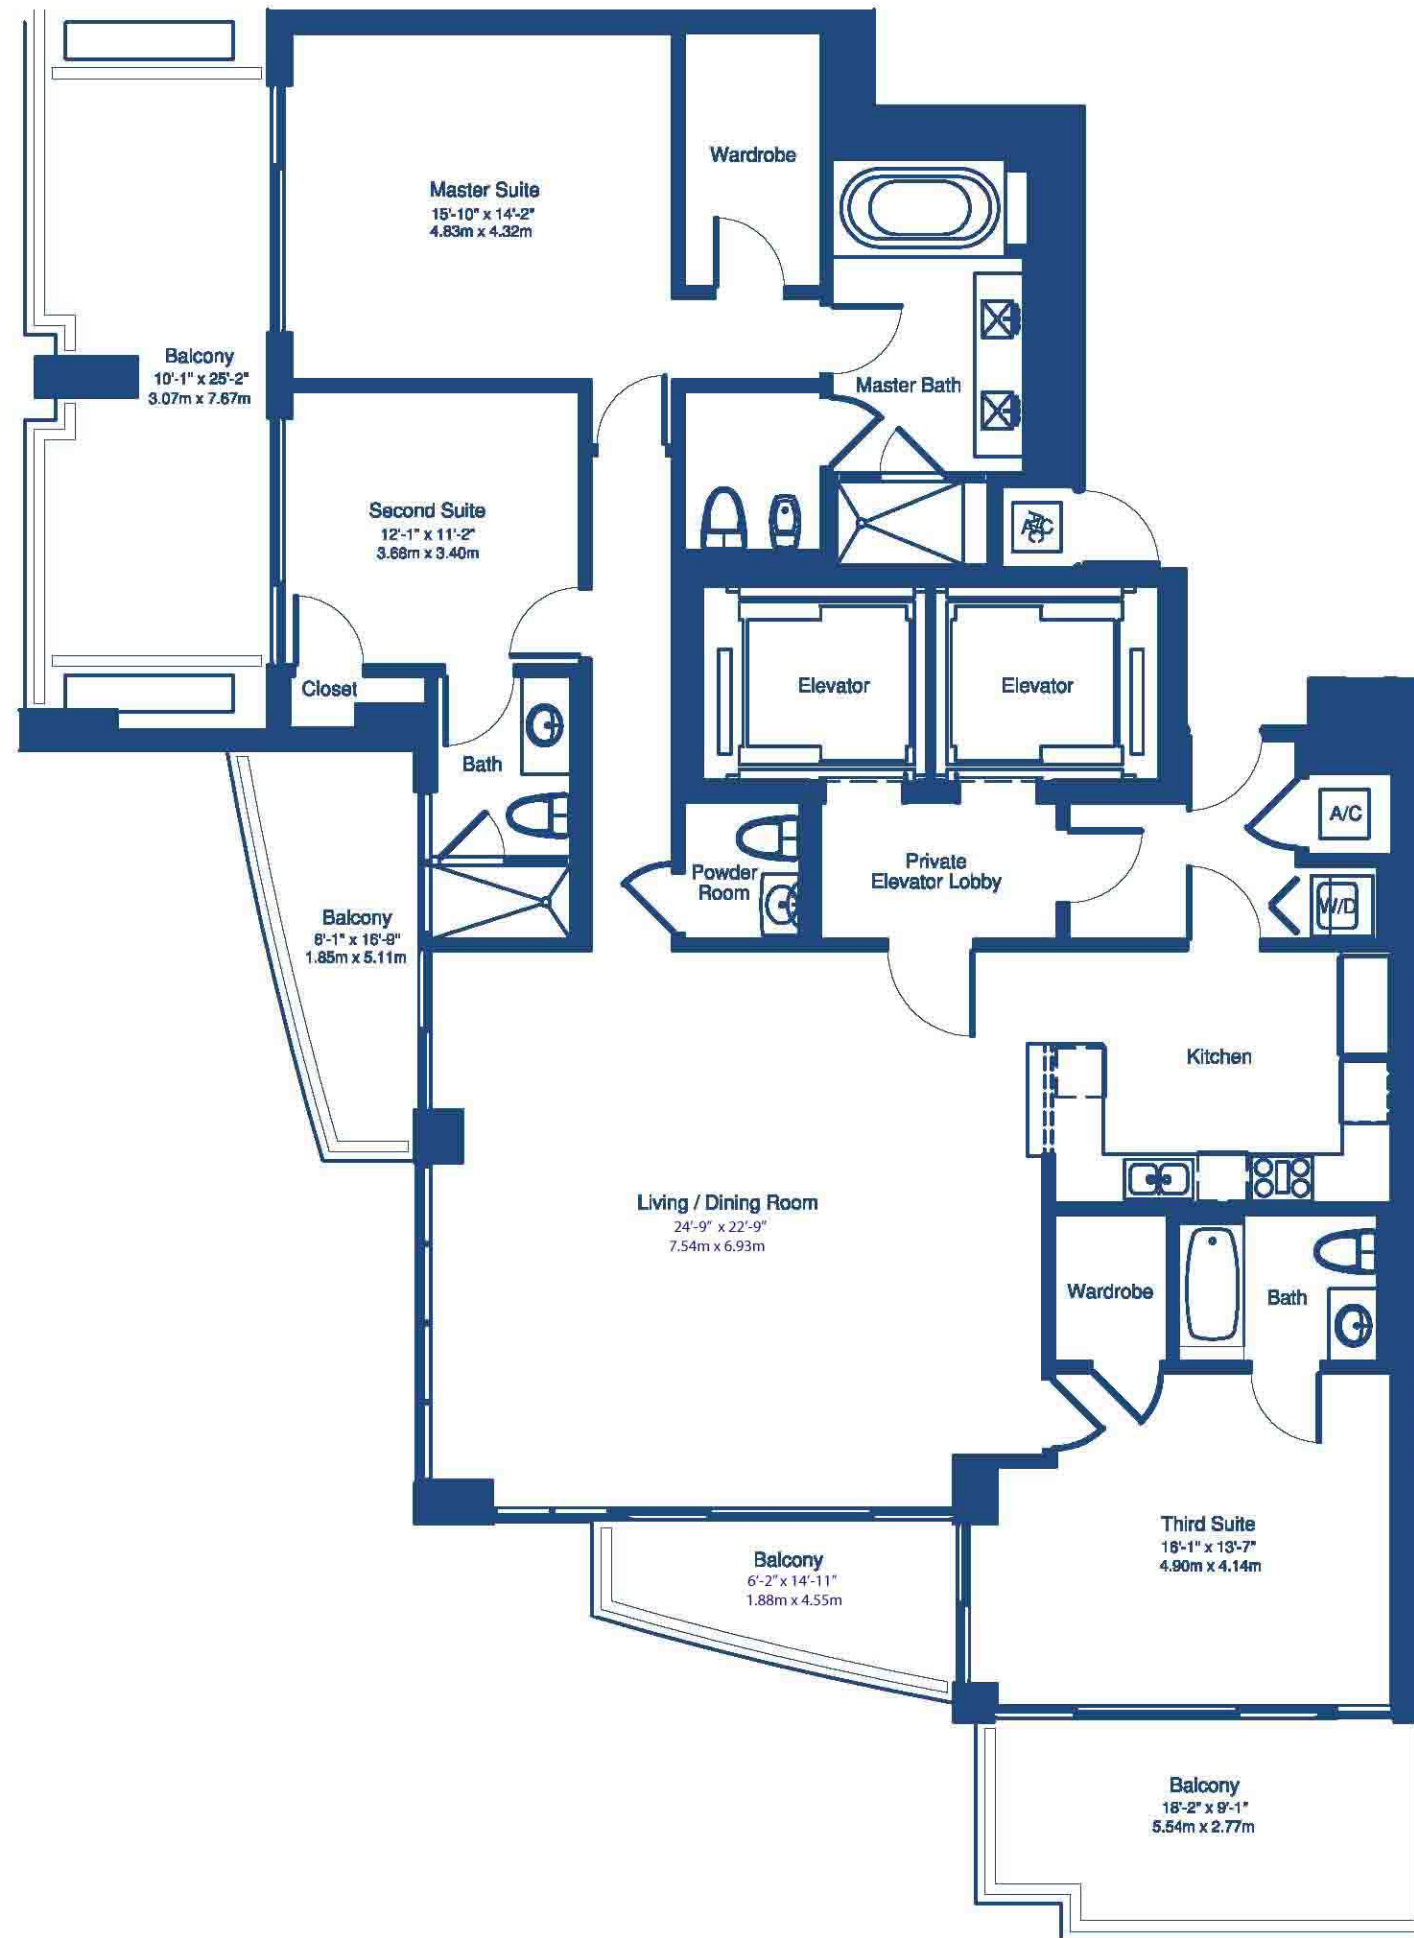 Wardrobe
Master Suite
15'-10" x 14'-2"
4.83m x 4.32m
Balcony
10'-1" x 25'-2"
3.07m x 7.67m
Master Bath
Second Suite
12'-1" x 11'-2"
3.68m x 3.40m
A/C
Closet
Elevator
Elevator
Bath
A/C
Powder
Room
Private
Elevator Lobby
W/D
Balcony
6'-1" x 16'-9"
1.85m x 5.11m
Kitchen
Living / Dining Room
24'-9" x 22'-9"
7.54m x 6.93m
Wardrobe
Bath
Third Suite
16'-1" x 13'-7"
4.90m x 4.14m
Balcony
6'-2" x 14'-11"
1.88m x 4.55m
Balcony
18'-2" x 9'-1"
5.54m x 2.77m